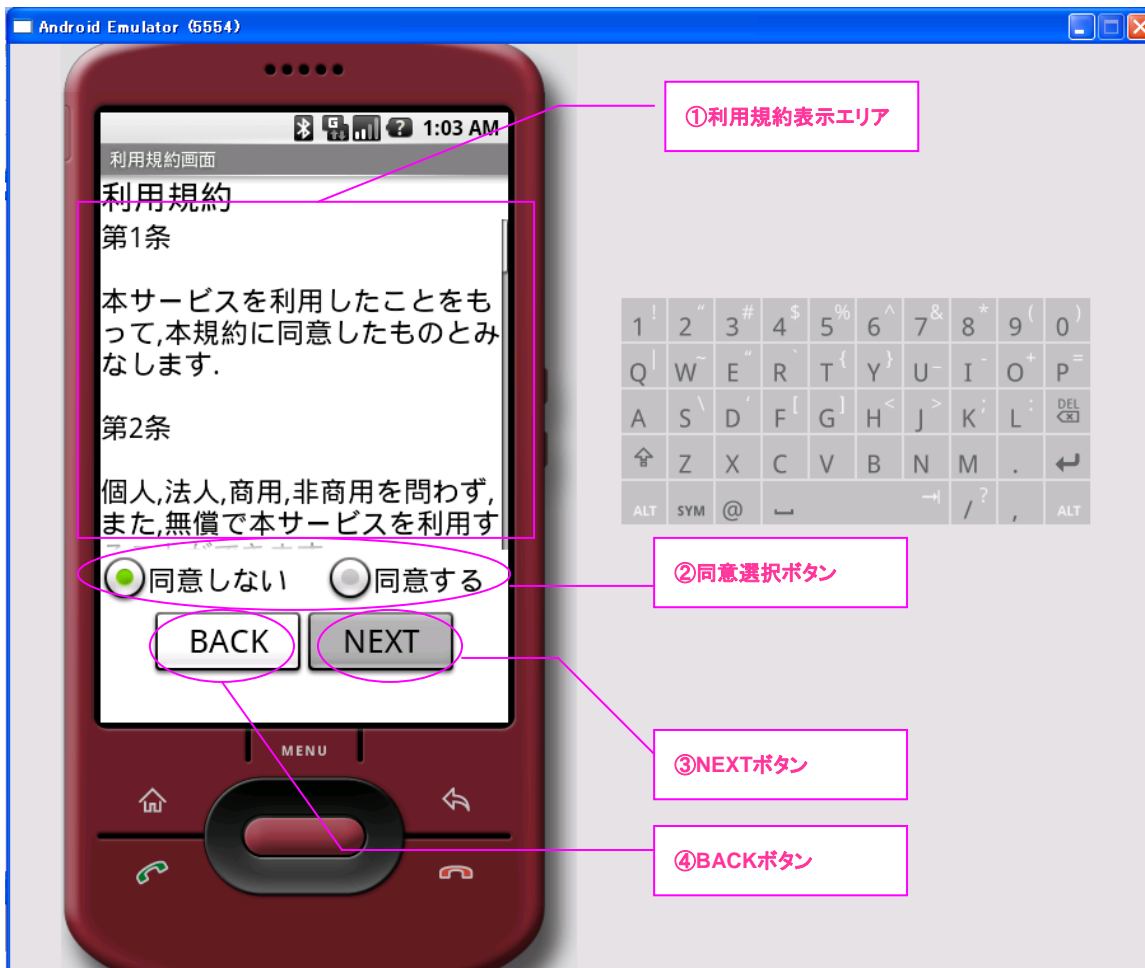 Android Emulator (5554)
1:03 AM
利用規約画面
利用規約
第1条
本サービスを利用したことをも
って,本規約に同意したものとみ
なします.
第2条
個人,法人,商用,非商用を問わず,
また,無償で本サービスを利用す
同意しない 同意する
BACK NEXT
MENU
①利用規約表示エリア
1 ! 2 " 3 # 4 $ 5 % 6 ^ 7 & 8 * 9 ( 0 )
Q | W ~ E " R ` T { Y } U - I - O + P =
A S \ D ' F [ G ] H < J > K ; L : DEL
Z X C V B N M .
ALT SYM @ / ? , ALT
②同意選択ボタン
③NEXTボタン
④BACKボタン